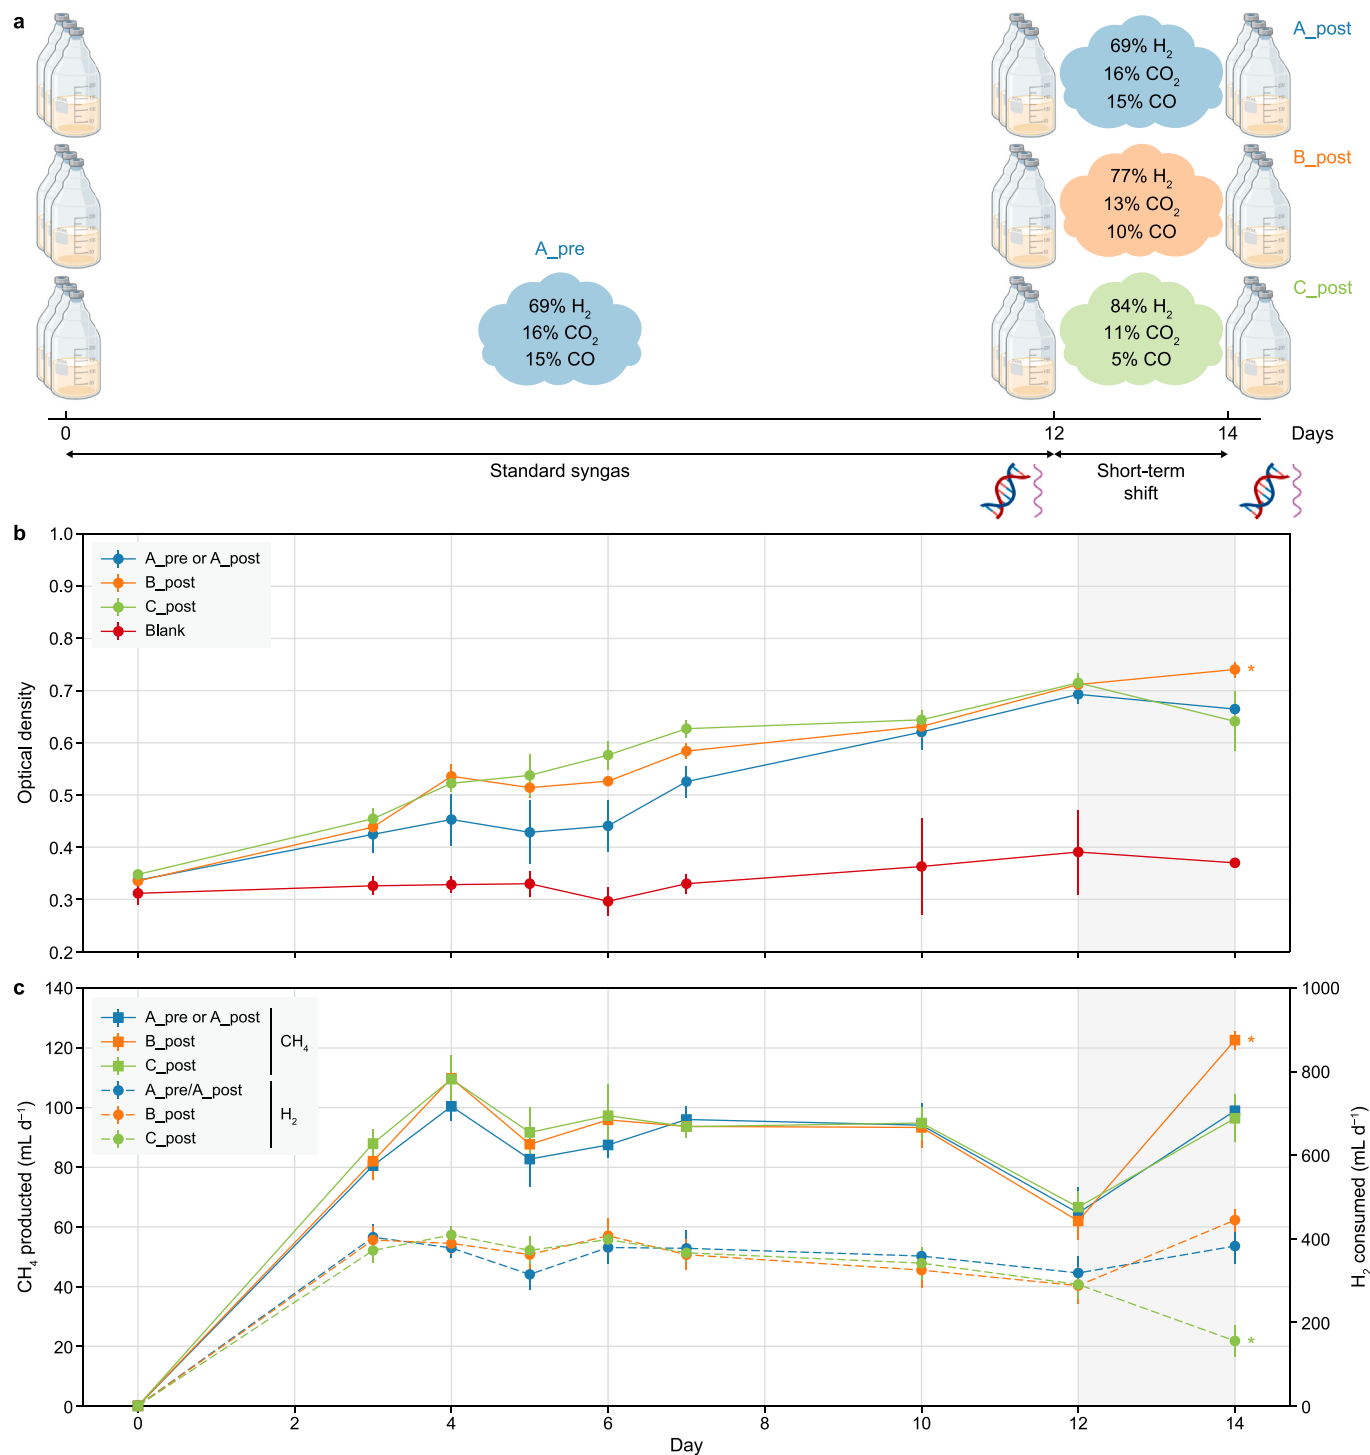 a
A_post
69% H₂
16% CO₂
15% CO
B_post
77% H₂
13% CO₂
10% CO
A_pre
C_post
69% H₂
16% CO₂
15% CO
84% H₂
11% CO₂
5% CO
0
12
14
Days
Standard syngas
Short-term
shift
b
1.0
0.9
0.8
0.7
0.6
0.5
0.4
0.3
0.2
Optical density
A_pre or A_post
B_post
C_post
Blank
*
c
140
120
100
80
60
40
20
0
CH₄ producted (mL d⁻¹)
A_pre or A_post
B_post
C_post
CH₄
A_pre/A_post
B_post
C_post
H₂
*
*
1000
800
600
400
200
0
H₂ consumed (mL d⁻¹)
0
2
4
6
8
10
12
14
Day